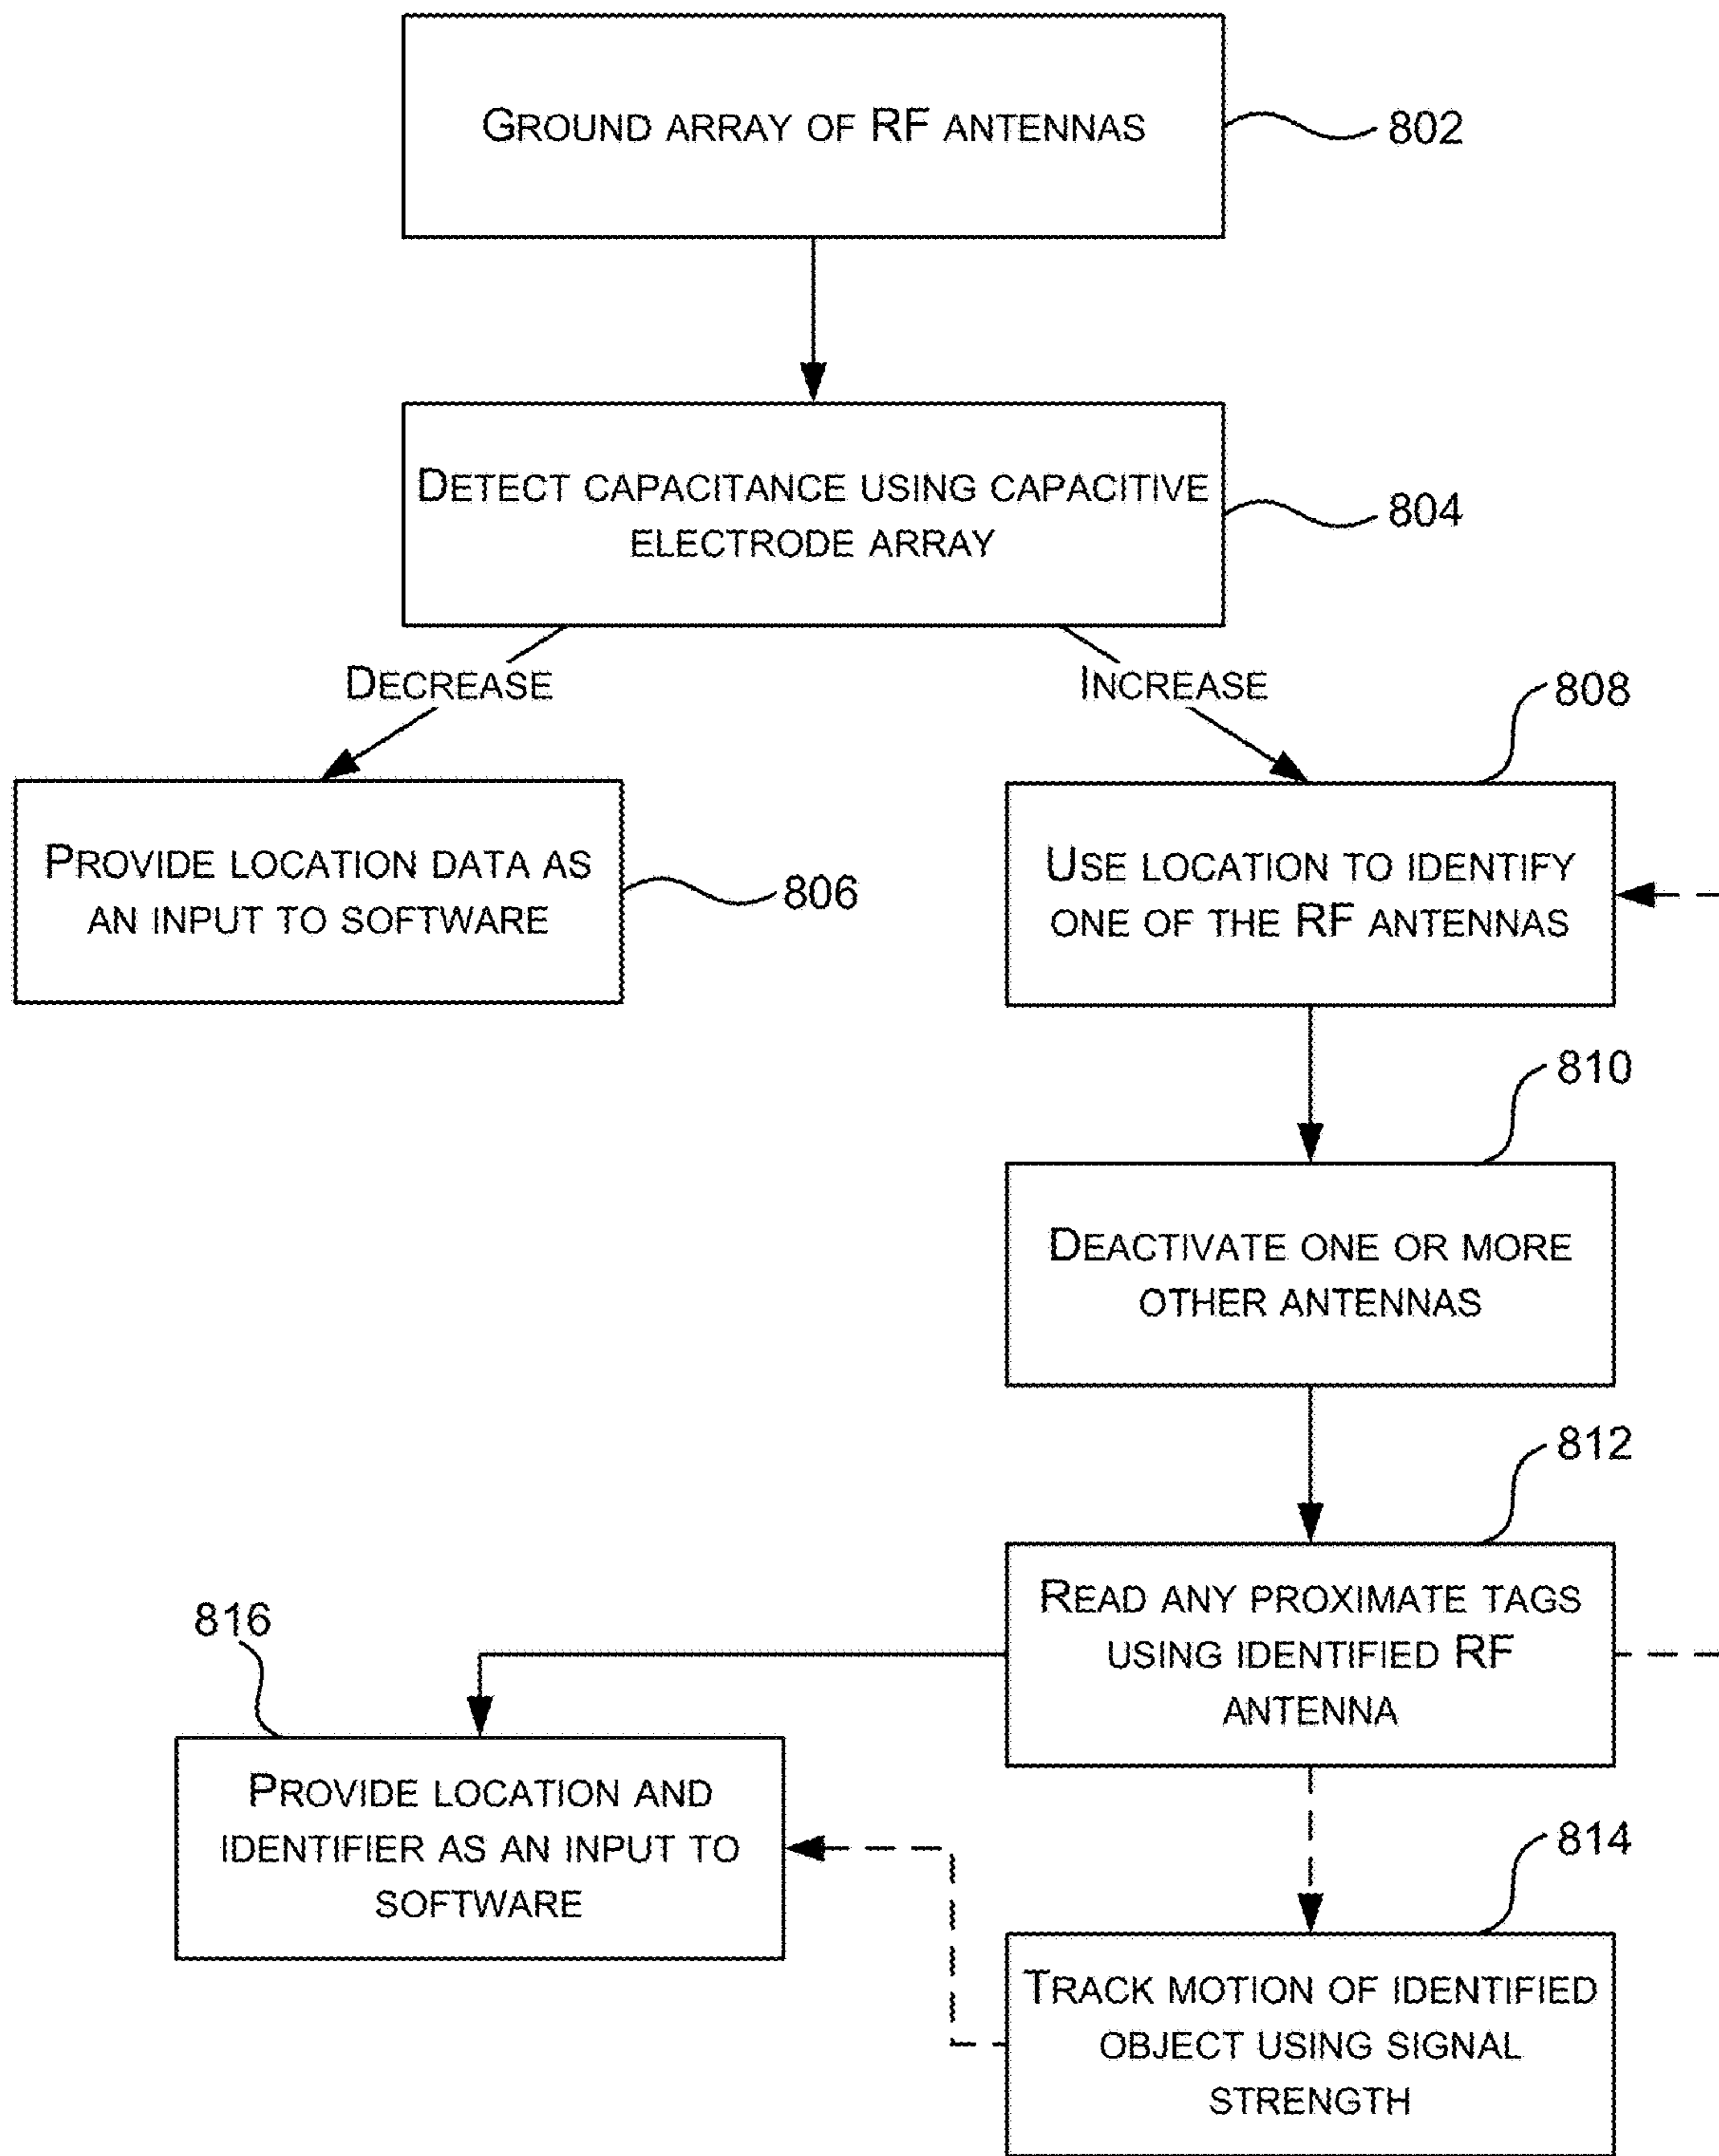 GROUND ARRAY OF RF ANTENNAS
802
DETECT CAPACITANCE USING CAPACITIVE
ELECTRODE ARRAY
804
DECREASE
INCREASE
808
PROVIDE LOCATION DATA AS
AN INPUT TO SOFTWARE
806
USE LOCATION TO IDENTIFY
ONE OF THE RF ANTENNAS
810
DEACTIVATE ONE OR MORE
OTHER ANTENNAS
812
READ ANY PROXIMATE TAGS
USING IDENTIFIED RF
ANTENNA
816
PROVIDE LOCATION AND
IDENTIFIER AS AN INPUT TO
SOFTWARE
814
TRACK MOTION OF IDENTIFIED
OBJECT USING SIGNAL
STRENGTH